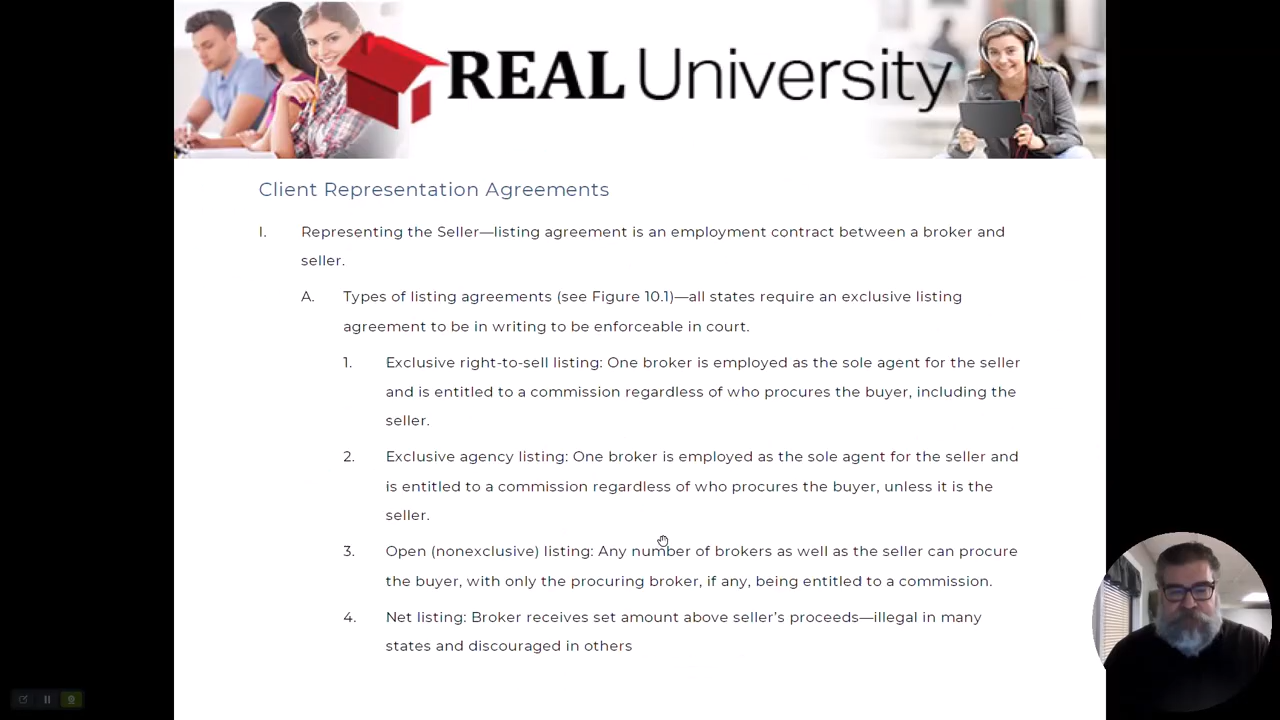 REAL University
Client Representation Agreements
I. Representing the Seller—listing agreement is an employment contract between a broker and
seller.
A. Types of listing agreements (see Figure 10.1)—all states require an exclusive listing
agreement to be in writing to be enforceable in court.
1. Exclusive right-to-sell listing: One broker is employed as the sole agent for the seller
and is entitled to a commission regardless of who procures the buyer, including the
seller.
2. Exclusive agency listing: One broker is employed as the sole agent for the seller and
is entitled to a commission regardless of who procures the buyer, unless it is the
seller.
3. Open (nonexclusive) listing: Any number of brokers as well as the seller can procure
the buyer, with only the procuring broker, if any, being entitled to a commission.
4. Net listing: Broker receives set amount above seller's proceeds—illegal in many
states and discouraged in others